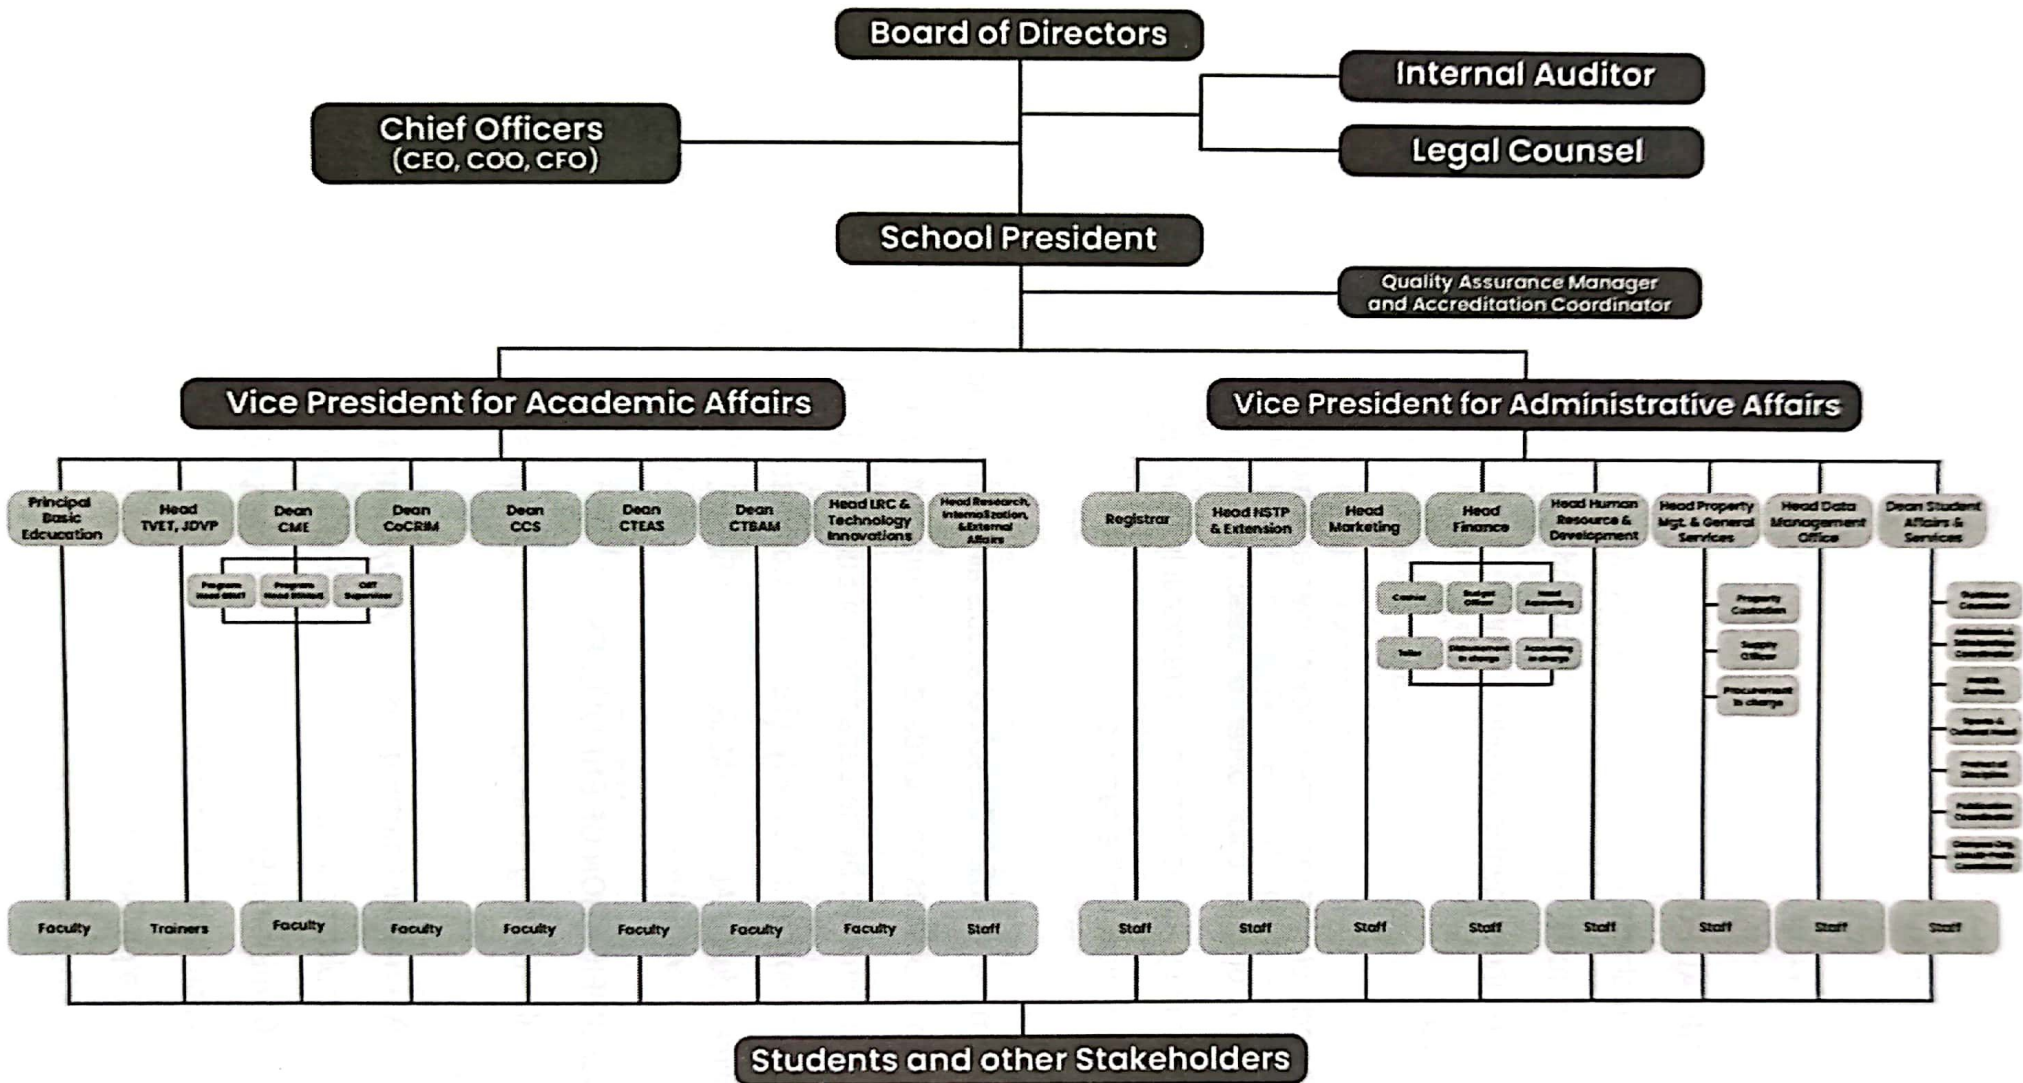 Board of Directors
Internal Auditor
Chief Officers
(CEO, COO, CFO)
Legal Counsel
School President
Quality Assurance Manager
and Accreditation Coordinator
Vice President for Academic Affairs
Vice President for Administrative Affairs
Principal
Basic
Edcucation
Head
TVET, JDVP
Dean
CME
Dean
CoCRIM
Dean
CCS
Dean
CTEAS
Dean
CTBAM
Head LRC &
Technology
Innovations
Head Research,
&External
Affairs
Registrar
Head NSTP
& Extension
Head
Marketing
Head
Finance
Head Human
Resource &
Development
Head Property
Mgt. & General
Services
Head Data
Management
Office
Dean Student
Affairs &
Services
Program
Program
Supervisor
Cashier
Budget
Officer
Head
Accounting
Teller
Disbursement
in charge
Accounting
in charge
Property
Custodian
Supply
Officer
Procurement
in charge
Guidance
Counselor
Coordinator
Health
Services
Sports &
Cultural Head
Discipline
Publication
Coordinator
Faculty
Trainers
Faculty
Faculty
Faculty
Faculty
Faculty
Faculty
Staff
Staff
Staff
Staff
Staff
Staff
Staff
Staff
Staff
Students and other Stakeholders